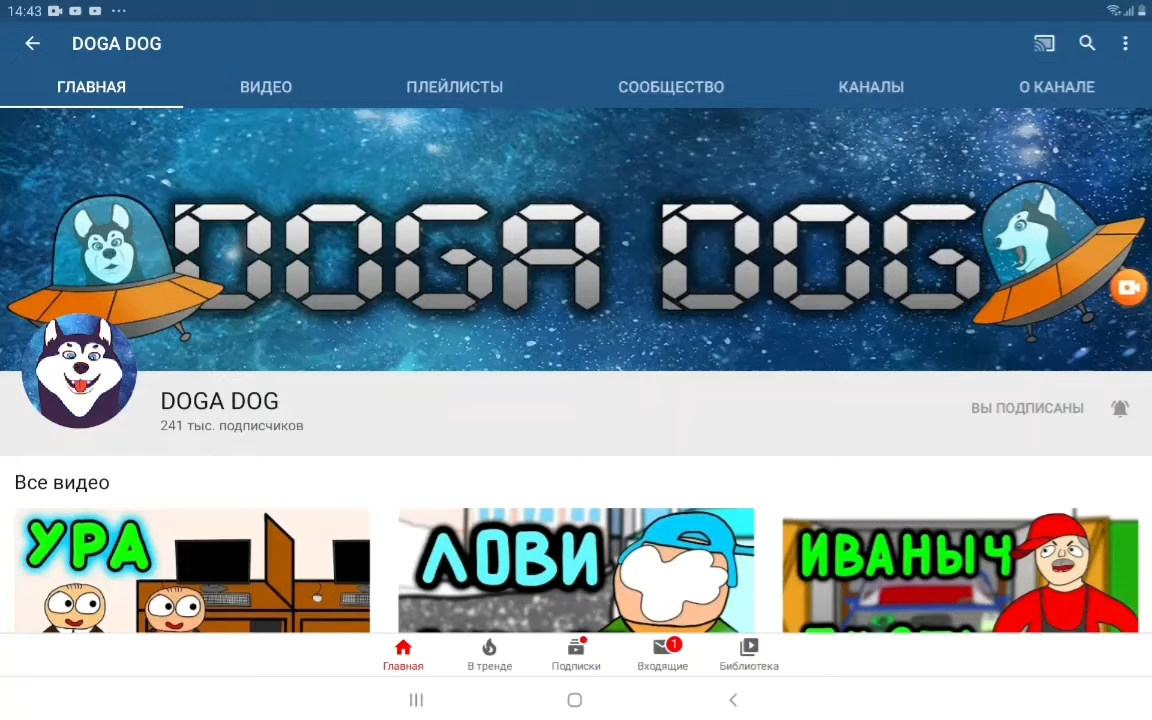 14:43
DOGA DOG
ГЛАВНАЯ ВИДЕО ПЛЕЙЛИСТЫ СООБЩЕСТВО КАНАЛЫ О КАНАЛЕ
DOGA DOG
DOGA DOG
241 тыс. подписчиков
ВЫ ПОДПИСАНЫ
Все видео
УРА
ЛОВИ
ИВАНЫЧ
1
Главная В тренде Подписки Входящие Библиотека